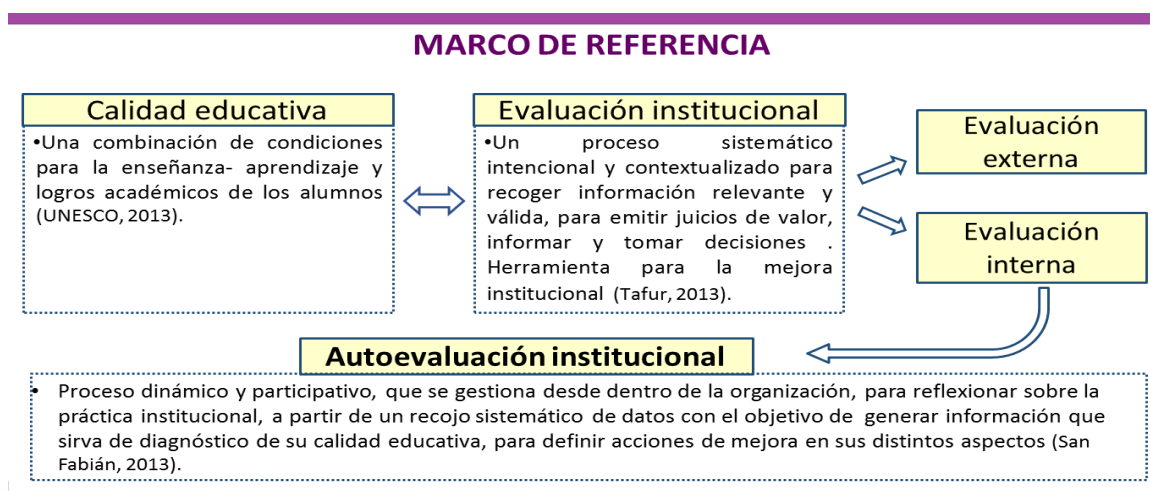 MARCO DE REFERENCIA
Calidad educativa
•Una combinación de condiciones
para la enseñanza- aprendizaje y
logros académicos de los alumnos
(UNESCO, 2013).
Evaluación institucional
•Un proceso sistemático
intencional y contextualizado para
recoger información relevante y
válida, para emitir juicios de valor,
informar y tomar decisiones .
Herramienta para la mejora
institucional (Tafur, 2013).
Evaluación
externa
Evaluación
interna
Autoevaluación institucional
• Proceso dinámico y participativo, que se gestiona desde dentro de la organización, para reflexionar sobre la
práctica institucional, a partir de un recojo sistemático de datos con el objetivo de generar información que
sirva de diagnóstico de su calidad educativa, para definir acciones de mejora en sus distintos aspectos (San
Fabián, 2013).